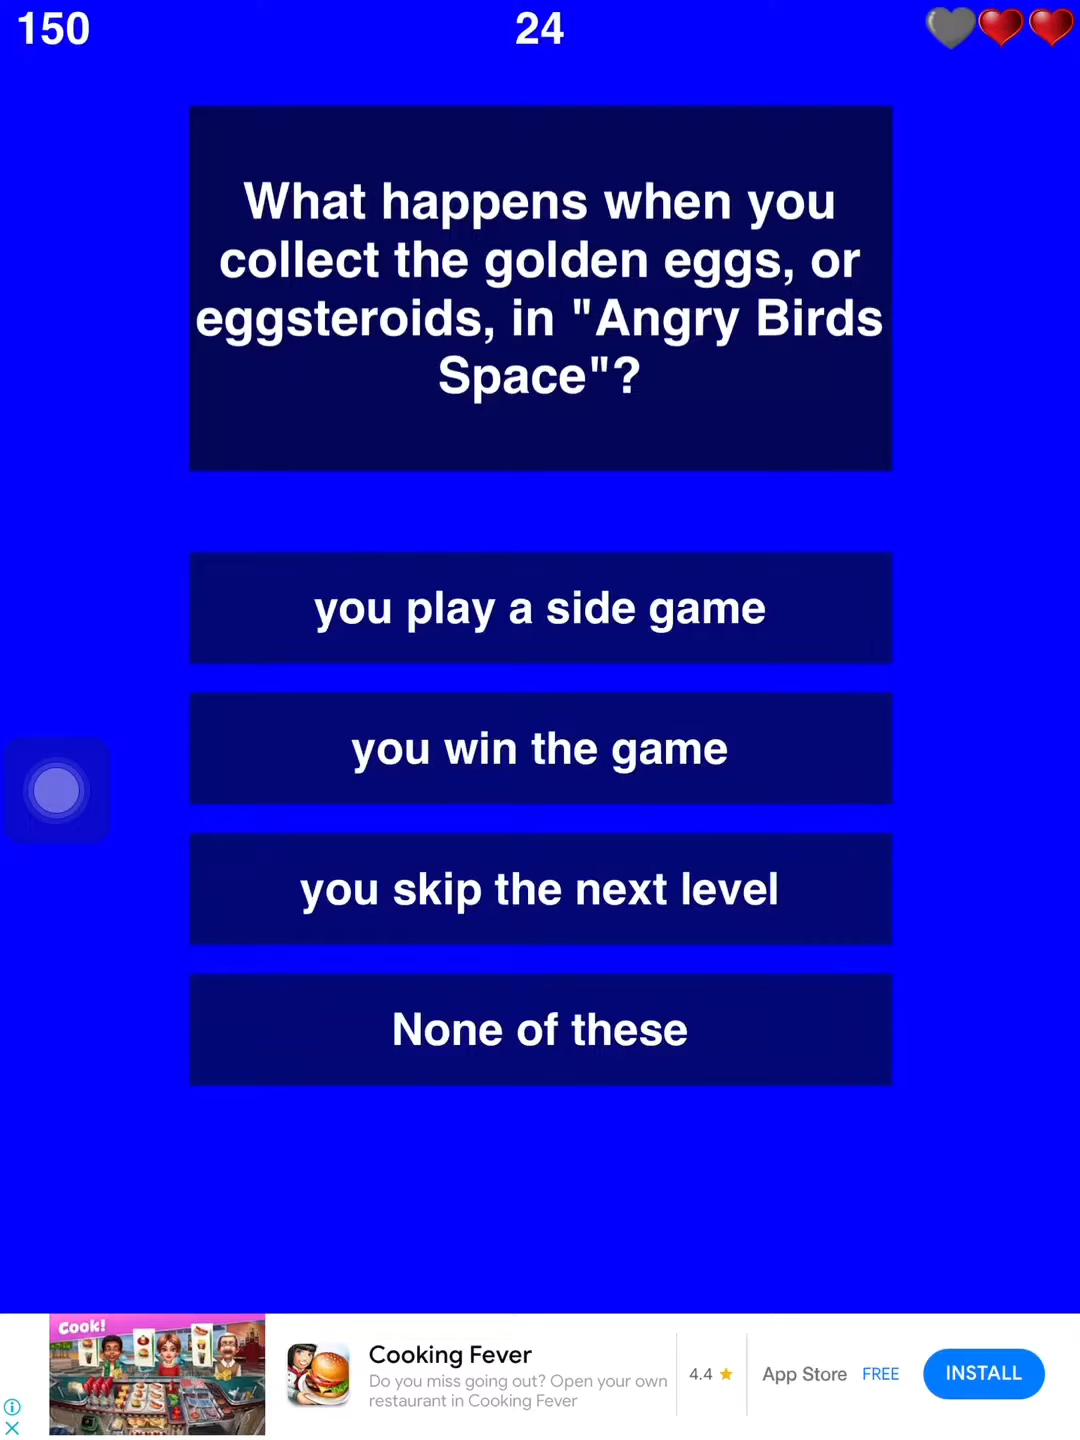 150
24
What happens when you
collect the golden eggs, or
eggsteroids, in "Angry Birds
Space"?
you play a side game
you win the game
you skip the next level
None of these
Cook!
Cooking Fever
Do you miss going out? Open your own
restaurant in Cooking Fever
4.4
App Store FREE
INSTALL